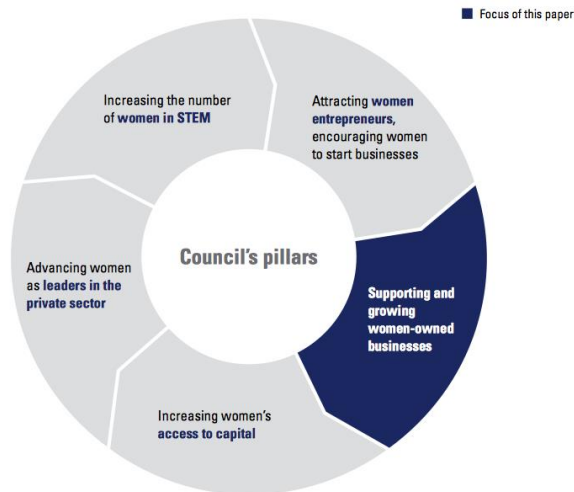 Focus of this paper
Increasing the number
of women in STEM
Attracting women
entrepreneurs,
encouraging women
to start businesses
Council's pillars
Advancing women
as leaders in the
private sector
Supporting and
growing
women-owned
businesses
Increasing women's
access to capital